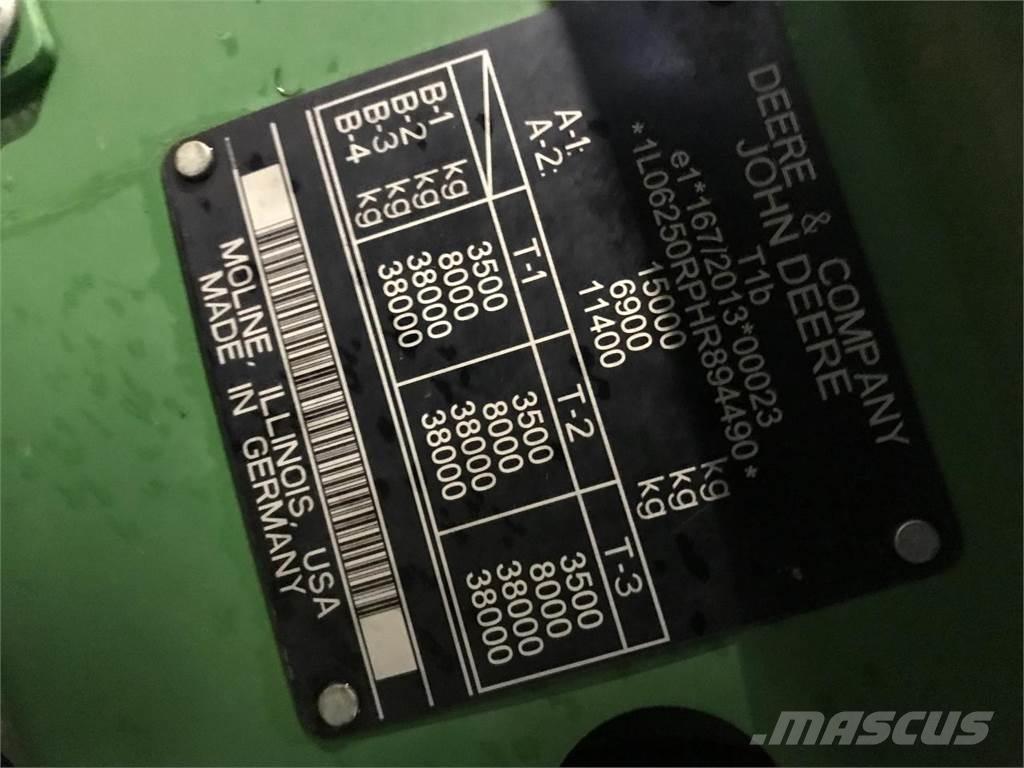 DEERE & COMPANY
JOHN DEERE
T1b
e1*167/2013*00023
*1L06250RPHR894490*
15000 kg
A-1: 6900 kg
A-2: 11400 kg
T-1 T-2 T-3
B-1 kg 3500 3500 3500
B-2 kg 8000 8000 8000
B-3 kg 38000 38000 38000
B-4 kg 38000 38000 38000
MOLINE, ILLINOIS, USA
MADE IN GERMANY
MASCUS